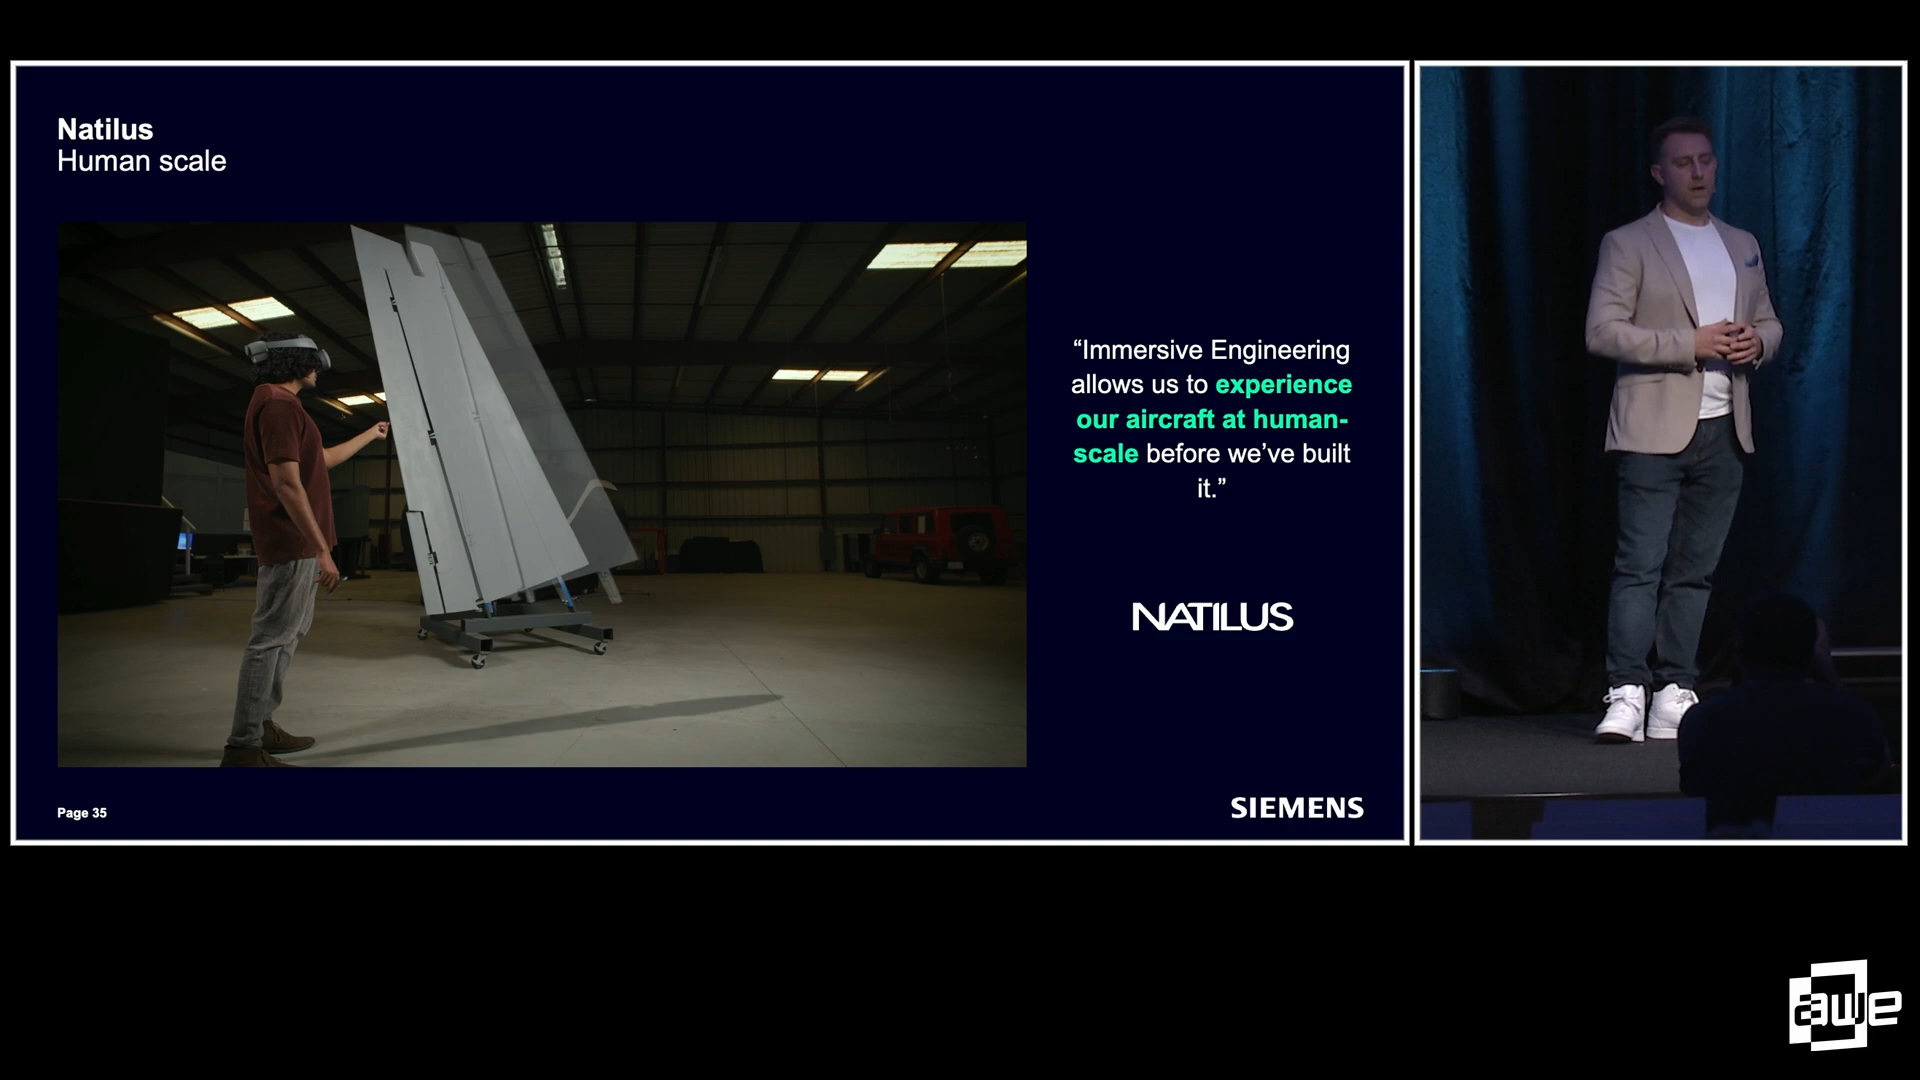 Natilus
Human scale
“Immersive Engineering
allows us to experience
our aircraft at human-
scale before we’ve built
it.”
NATILUS
Page 35
SIEMENS
awe